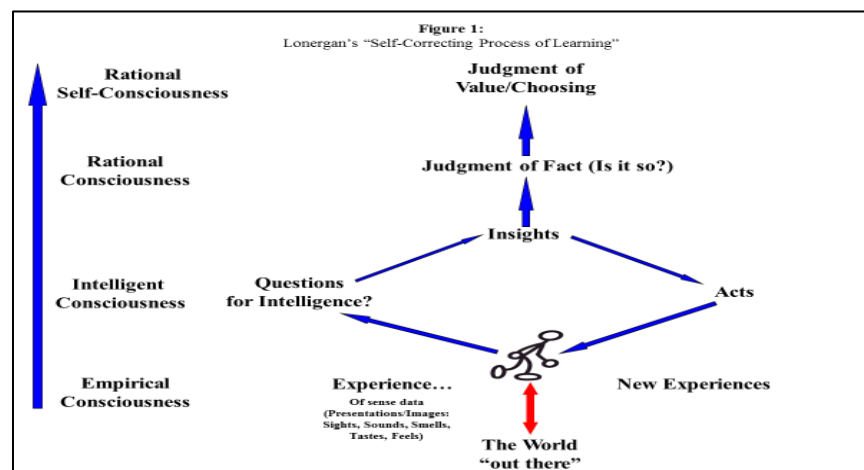 Figure 1:
Lonergan's "Self-Correcting Process of Learning"
Rational
Self-Consciousness
Judgment of
Value/Choosing
Rational
Consciousness
Judgment of Fact (Is it so?)
Insights
Intelligent
Consciousness
Questions
for Intelligence?
Acts
Empirical
Consciousness
Experience…
Of sense data
(Presentations/Images:
Sights, Sounds, Smells,
Tastes, Feels)
New Experiences
The World
"out there"